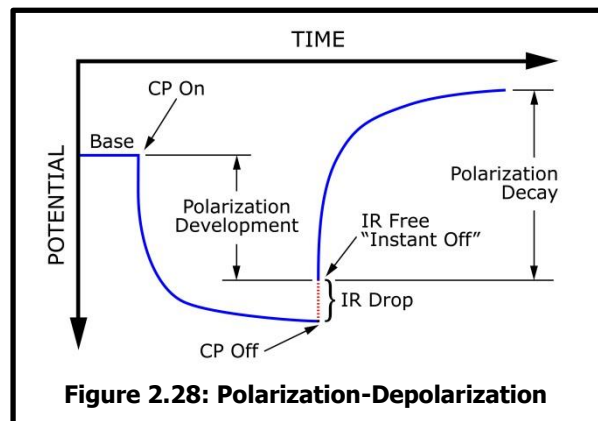 TIME
CP On
Base
POTENTIAL
Polarization
Development
Polarization
Decay
IR Free
“Instant Off”
IR Drop
CP Off
Figure 2.28: Polarization-Depolarization